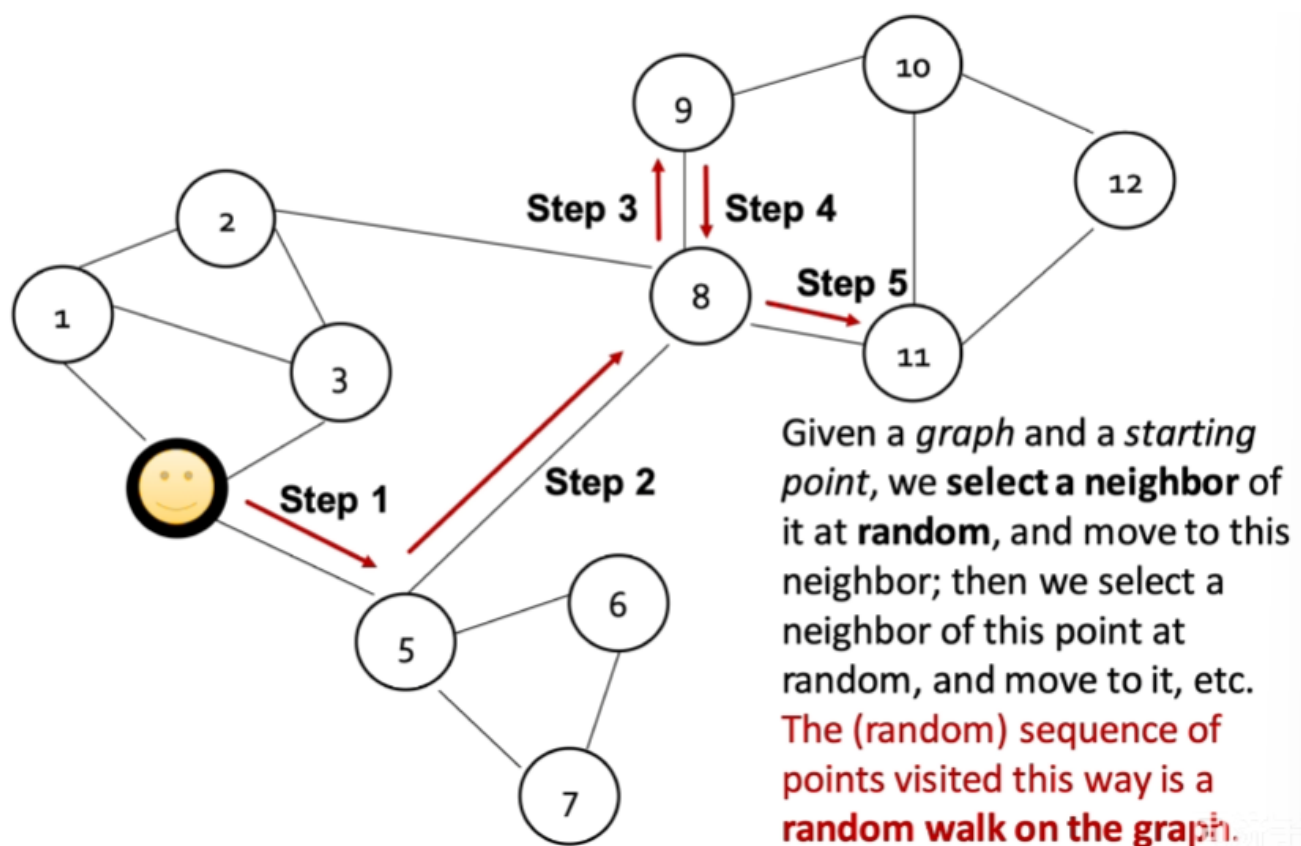 10
9
12
Step 3
Step 4
2
8
Step 5
1
11
3
Given a graph and a starting
point, we select a neighbor of
it at random, and move to this
neighbor; then we select a
neighbor of this point at
random, and move to it, etc.
The (random) sequence of
points visited this way is a
random walk on the graph.
Step 1
Step 2
6
5
7